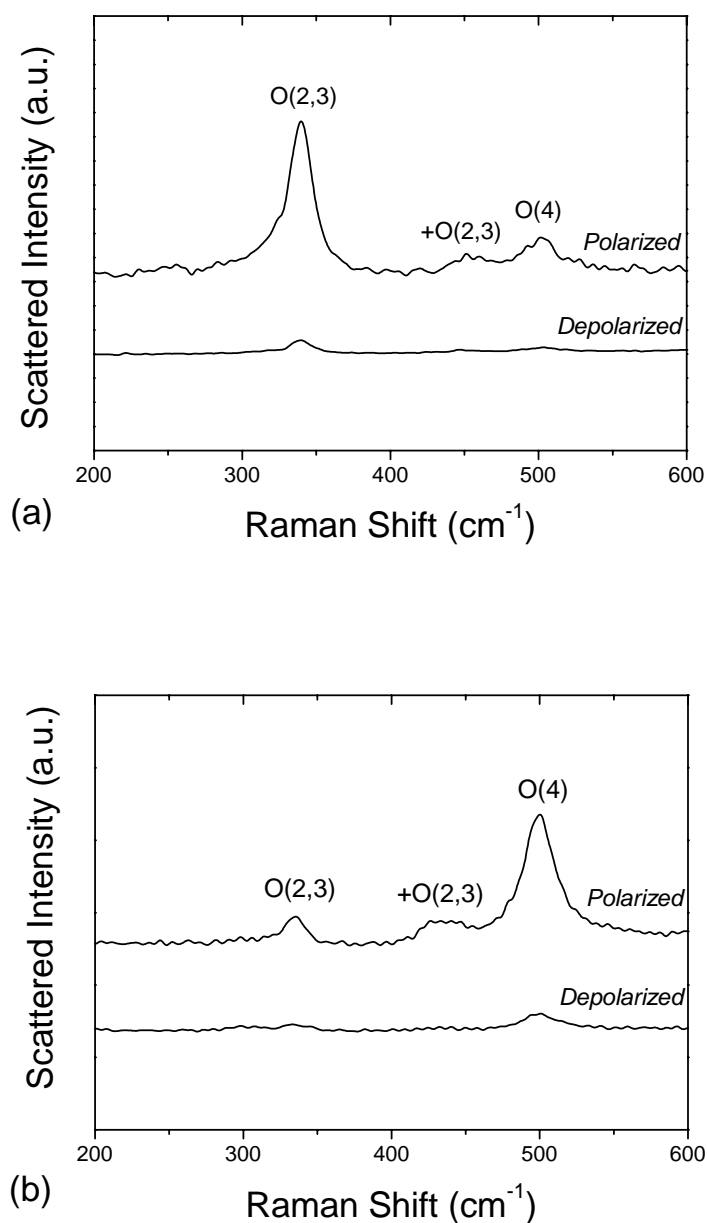 Scattered Intensity (a.u.)
O(2,3)
+O(2,3)
O(4)
Polarized
Depolarized
200 300 400 500 600
(a)
Raman Shift (cm⁻¹)
Scattered Intensity (a.u.)
O(4)
O(2,3)
+O(2,3)
Polarized
Depolarized
200 300 400 500 600
(b)
Raman Shift (cm⁻¹)